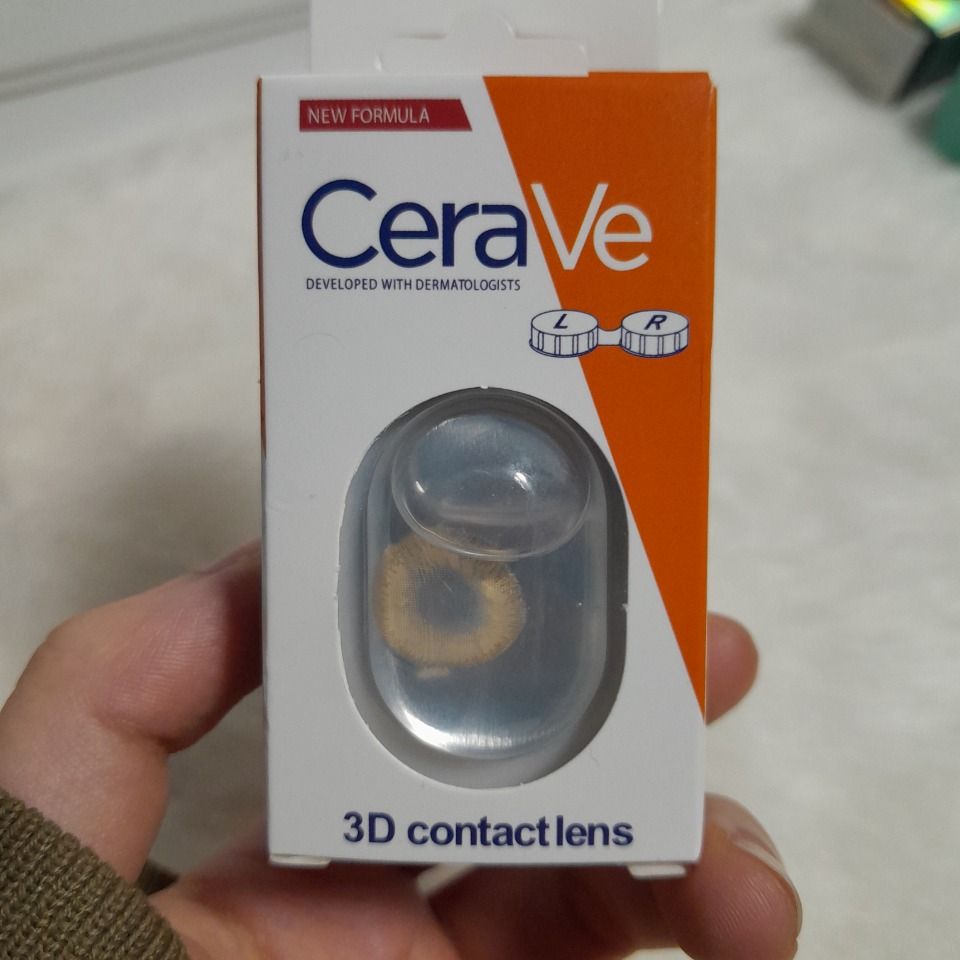 NEW FORMULA
CeraVe
DEVELOPED WITH DERMATOLOGISTS
L R
3D contact lens